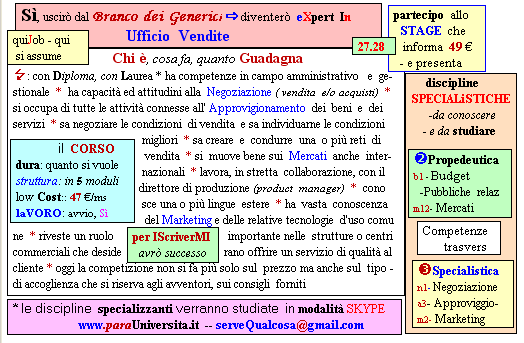 Sì, uscirò dal Branco dei Generici ⇨ diventerò eXpert In
Ufficio Vendite
quiJob - qui
si assume
27.28
partecipo allo
STAGE che
informa 49 €
- e presenta
Chi è, cosa fa, quanto Guadagna
: con Diploma, con Laurea * ha competenze in campo amministrativo e ge-
stionale * ha capacità ed attitudini alla Negoziazione (vendita e/o acquisti) *
si occupa di tutte le attività connesse all' Approvigionamento dei beni e dei
servizi * sa negoziare le condizioni di vendita e sa individuarne le condizioni
migliori * sa creare e condurre una o più reti di
vendita * si muove bene sui Mercati anche inter-
nazionali * lavora, in stretta collaborazione, con il
direttore di produzione (product manager) * cono
sce una o più lingue estere * ha vasta conoscenza
del Marketing e delle relative tecnologie d'uso comu
ne * riveste un ruolo importante nelle strutture o centri
commerciali che deside rano offrire un servizio di qualità al
cliente * oggi la competizione non si fa più solo sul prezzo ma anche sul tipo -
di accoglienza che si riserva agli avventori, sui consigli forniti
il CORSO
dura: quanto si vuole
struttura: in 5 moduli
low Cost:: 47 €/ms
laVORO: avvio, Sì
per IScriverMI
avrò successo
discipline
SPECIALiSTICHE
-da conoscere
- e da studiare
❷Propedeutica
b1- Budget
-Pubbliche relaz
m12- Mercati
Competenze
trasvers
❸Specialistica
n1- Negoziazione
a3- Approviggio-
m2- Marketing
* le discipline specializzanti verranno studiate in modalità SKYPE
www.paraUniversita.it -- serveQualcosa@gmail.com